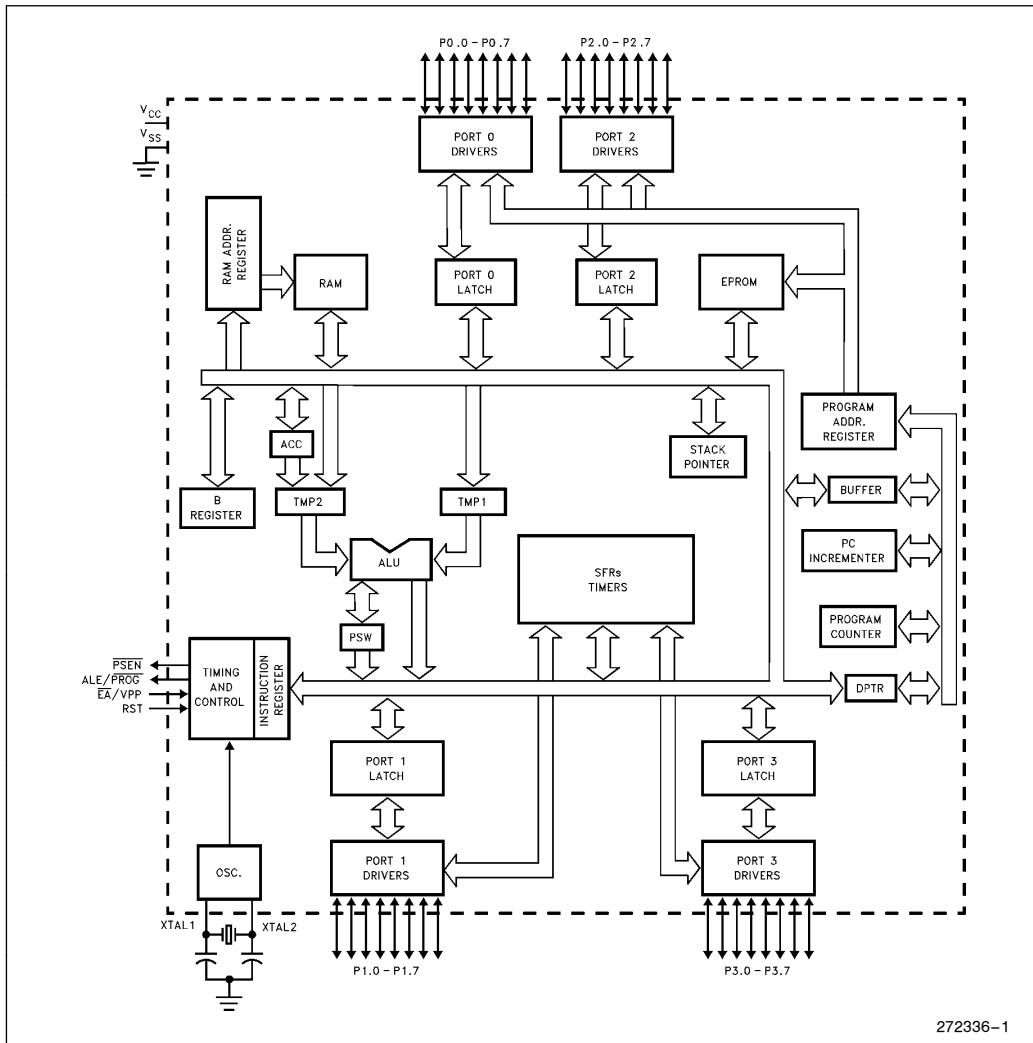 P0.0 – P0.7
P2.0 – P2.7
VCC
VSS
PORT 0
DRIVERS
PORT 2
DRIVERS
RAM ADDR.
REGISTER
RAM
PORT 0
LATCH
PORT 2
LATCH
EPROM
PROGRAM
ADDR.
REGISTER
ACC
STACK
POINTER
B
REGISTER
TMP2
TMP1
BUFFER
ALU
SFRs
TIMERS
PC
INCREMENTER
PSW
PROGRAM
COUNTER
PSEN
ALE/PROG
EA/VPP
RST
TIMING
AND
CONTROL
INSTRUCTION
REGISTER
DPTR
PORT 1
LATCH
PORT 3
LATCH
OSC.
PORT 1
DRIVERS
PORT 3
DRIVERS
XTAL1
XTAL2
P1.0 – P1.7
P3.0 – P3.7
272336–1